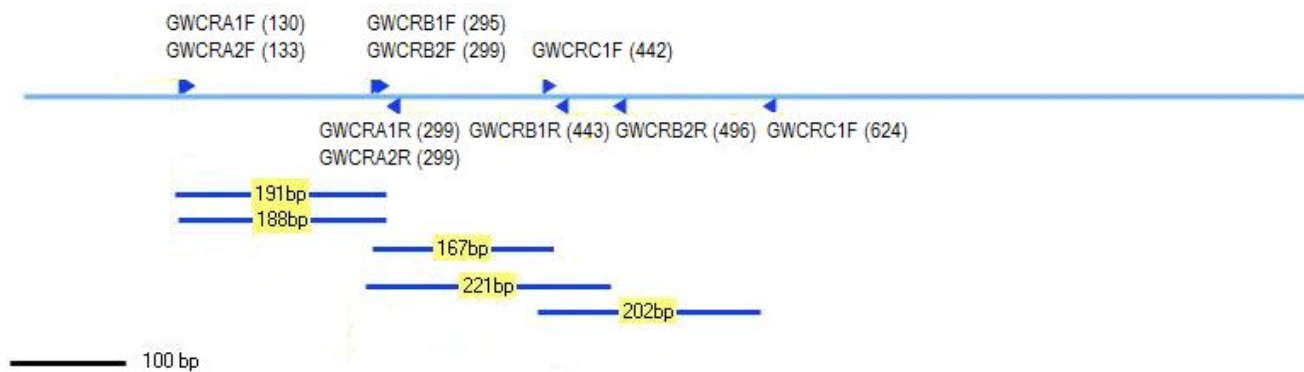 GWCRA1F (130) GWCRB1F (295)
GWCRA2F (133) GWCRB2F (299) GWCRC1F (442)
GWCRA1R (299) GWCRB1R (443) GWCRB2R (496) GWCRC1F (624)
GWCRA2R (299)
191bp
188bp
167bp
221bp
202bp
100 bp